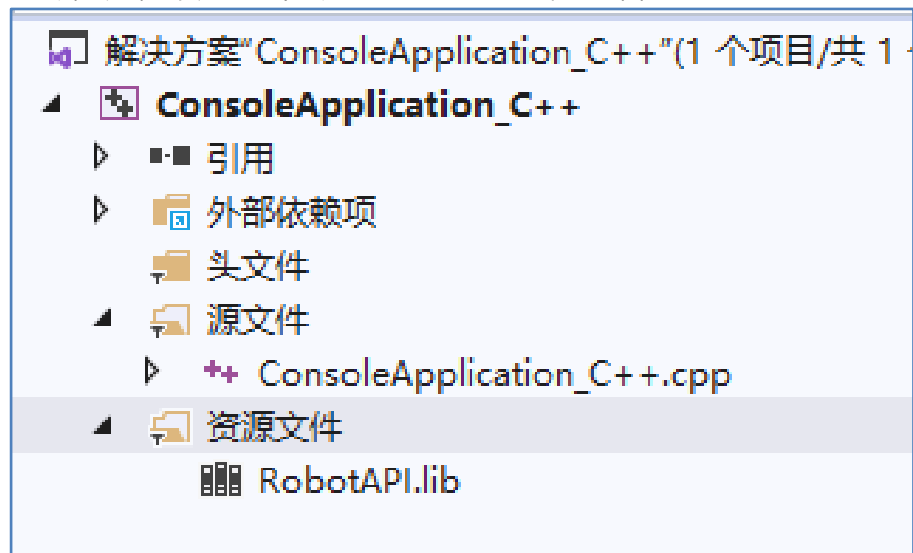 解决方案“ConsoleApplication_C++”(1 个项目/共 1
ConsoleApplication_C++
引用
外部依赖项
头文件
源文件
ConsoleApplication_C++.cpp
资源文件
RobotAPI.lib